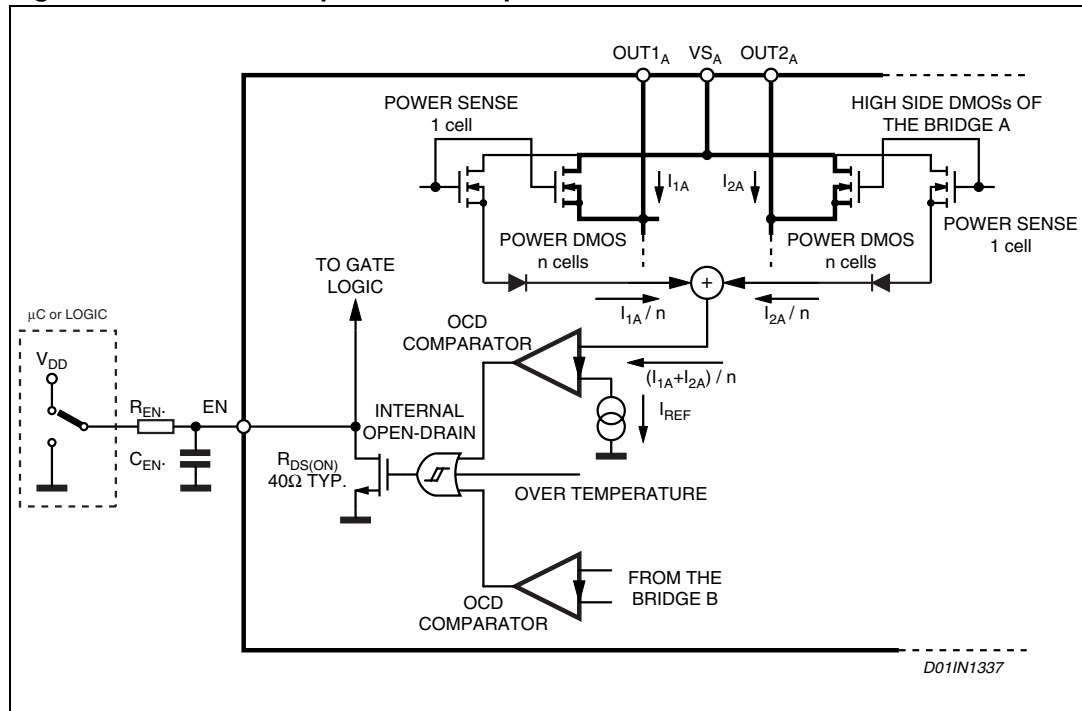 OUT1A VSA OUT2A
POWER SENSE
1 cell
HIGH SIDE DMOSs OF
THE BRIDGE A
I1A
I2A
POWER DMOS
n cells
POWER DMOS
n cells
POWER SENSE
1 cell
TO GATE
LOGIC
+
I1A / n
I2A / n
OCD
COMPARATOR
(I1A+I2A) / n
IREF
μC or LOGIC
VDD
REN.
CEN.
EN
INTERNAL
OPEN-DRAIN
RDS(ON)
40Ω TYP.
OVER TEMPERATURE
OCD
COMPARATOR
FROM THE
BRIDGE B
D01IN1337